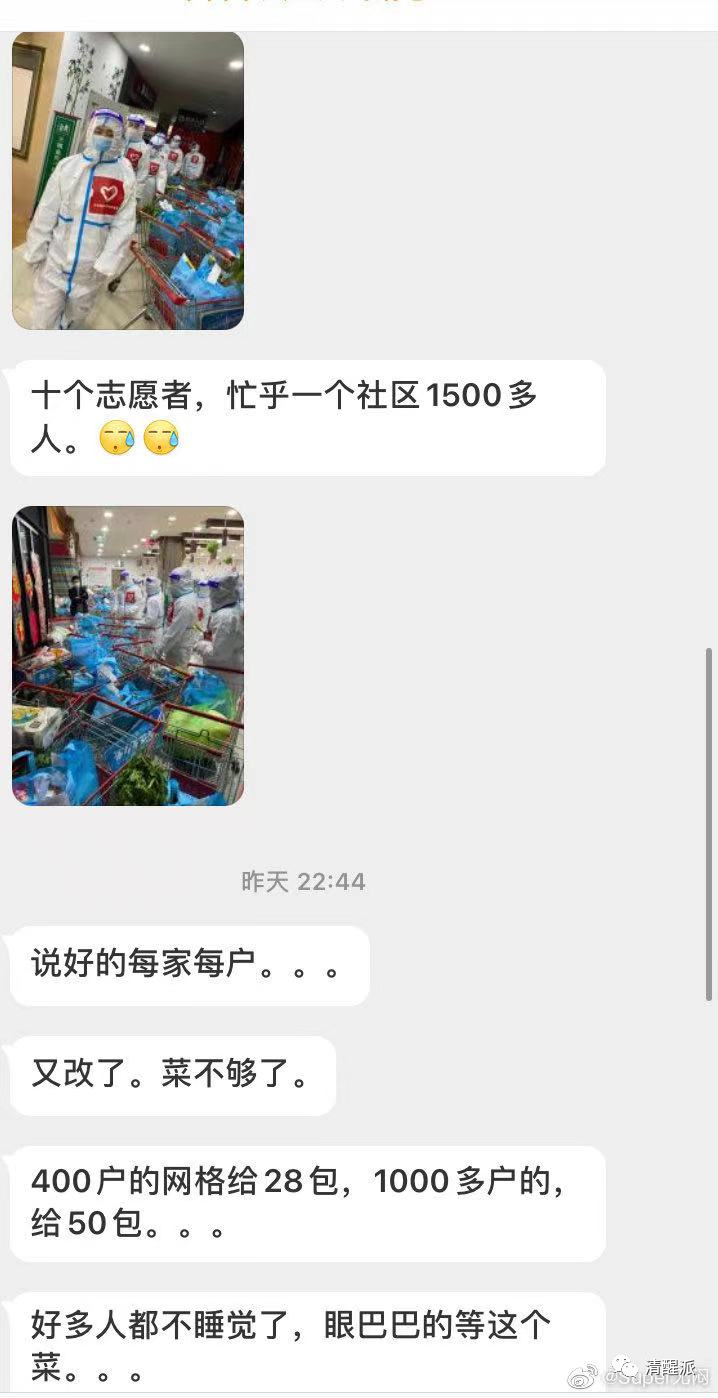 十个志愿者，忙乎一个社区1500多
人。
昨天 22:44
说好的每家每户。。。
又改了。菜不够了。
400户的网格给28包，1000多户的，
给50包。。。
好多人都不睡觉了，眼巴巴的等这个
菜。。。
清醒派